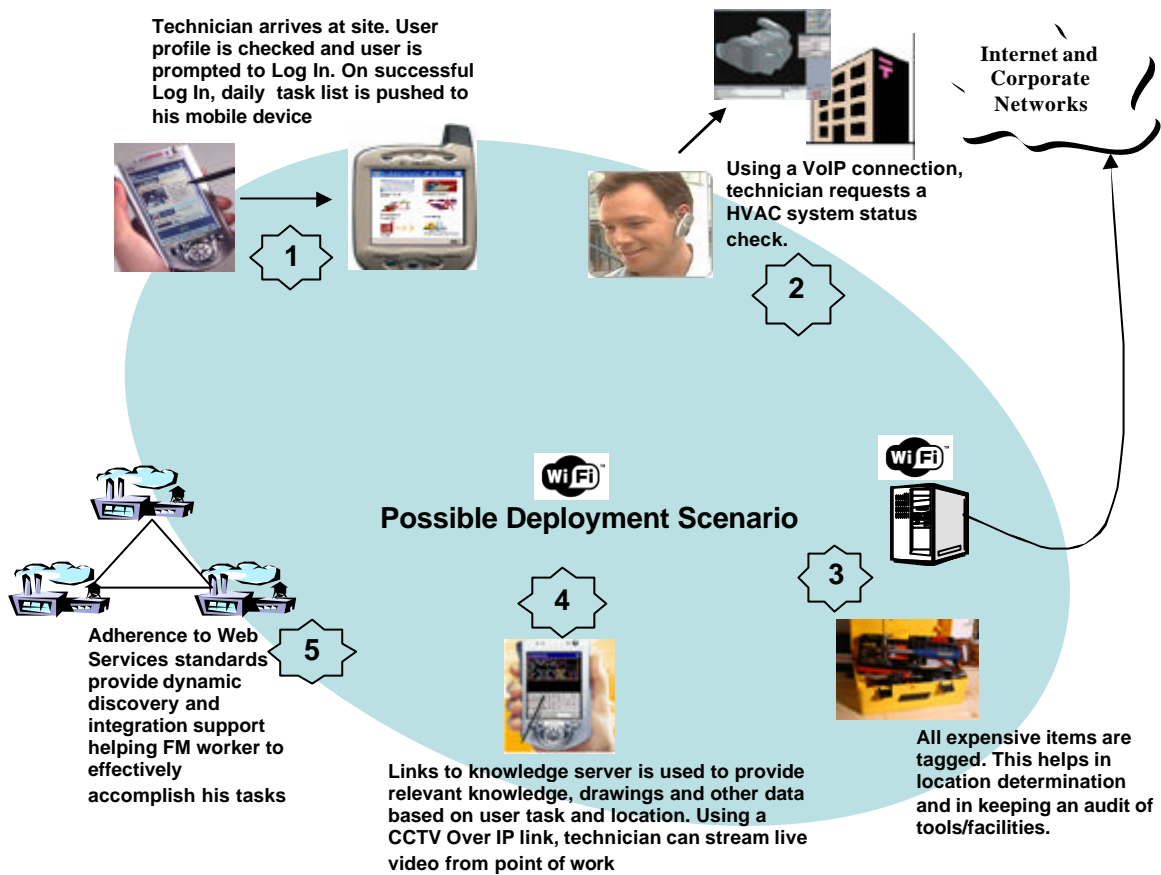 Technician arrives at site. User
profile is checked and user is
prompted to Log In. On successful
Log In, daily task list is pushed to
his mobile device
1
Using a VoIP connection,
technician requests a
HVAC system status
check.
2
Internet and
Corporate
Networks
WiFi
WiFi™
Possible Deployment Scenario
3
All expensive items are
tagged. This helps in
location determination
and in keeping an audit of
tools/facilities.
4
Links to knowledge server is used to provide
relevant knowledge, drawings and other data
based on user task and location. Using a
CCTV Over IP link, technician can stream live
video from point of work
5
Adherence to Web
Services standards
provide dynamic
discovery and
integration support
helping FM worker to
effectively
accomplish his tasks